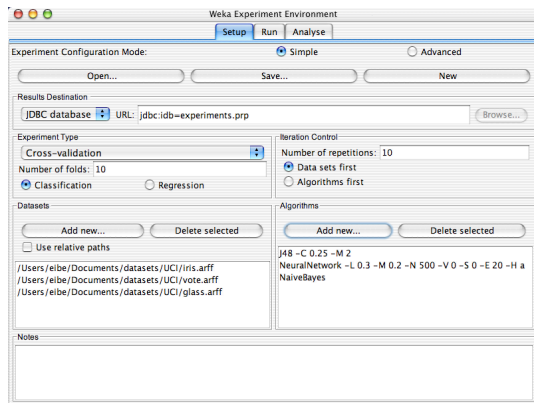 Weka Experiment Environment
Setup Run Analyse
Experiment Configuration Mode: Simple Advanced
Open... Save... New
Results Destination
JDBC database URL: jdbc:idb=experiments.prp Browse...
Experiment Type
Cross-validation
Number of folds: 10
Classification Regression
Iteration Control
Number of repetitions: 10
Data sets first
Algorithms first
Datasets
Add new... Delete selected
Use relative paths
/Users/eibe/Documents/datasets/UCI/iris.arff
/Users/eibe/Documents/datasets/UCI/vote.arff
/Users/eibe/Documents/datasets/UCI/glass.arff
Algorithms
Add new... Delete selected
J48 -C 0.25 -M 2
NeuralNetwork -L 0.3 -M 0.2 -N 500 -V 0 -S 0 -E 20 -H a
NaiveBayes
Notes